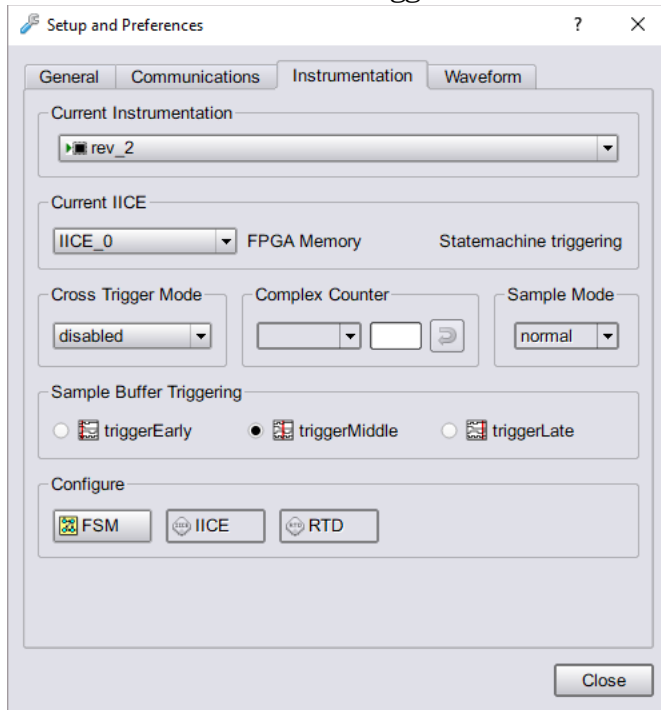 Setup and Preferences ? ×
General Communications Instrumentation Waveform
Current Instrumentation
rev_2
Current IICE
IICE_0 FPGA Memory Statemachine triggering
Cross Trigger Mode Complex Counter Sample Mode
disabled normal
Sample Buffer Triggering
triggerEarly triggerMiddle triggerLate
Configure
FSM IICE RTD
Close